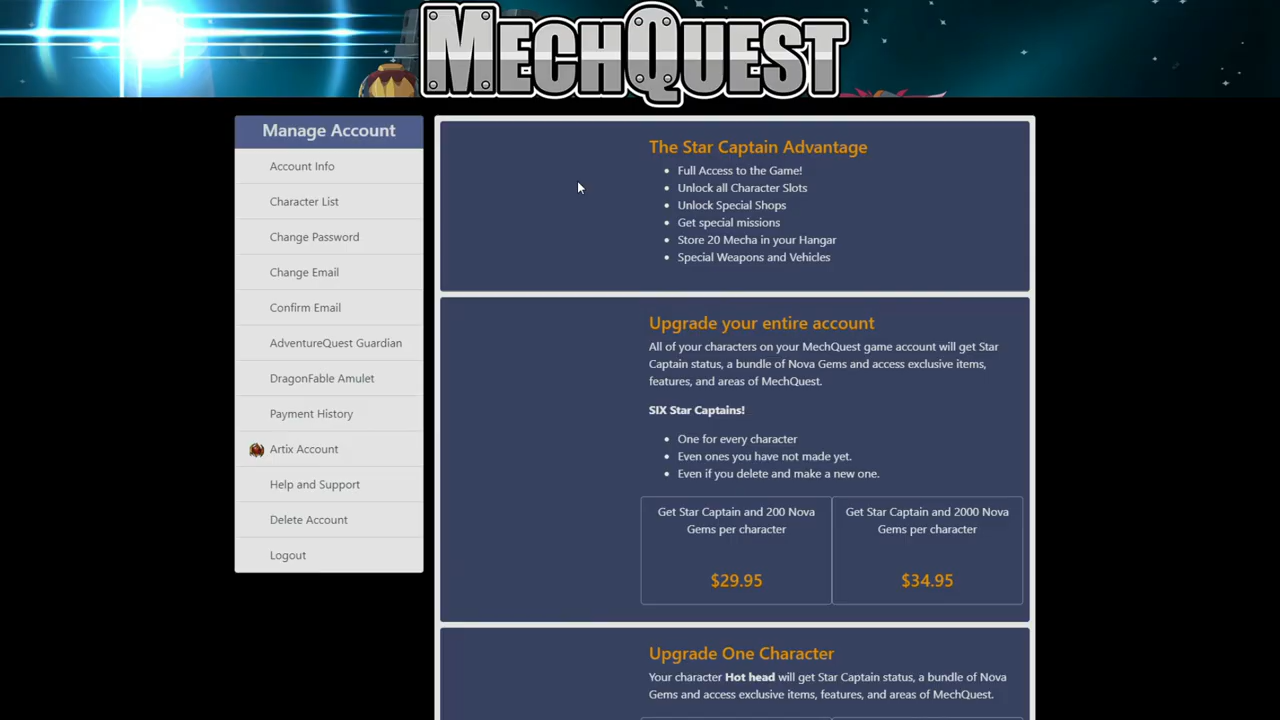 MECHQUEST
Manage Account
Account Info
Character List
Change Password
Change Email
Confirm Email
AdventureQuest Guardian
DragonFable Amulet
Payment History
Artix Account
Help and Support
Delete Account
Logout
The Star Captain Advantage
Full Access to the Game!
Unlock all Character Slots
Unlock Special Shops
Get special missions
Store 20 Mecha in your Hangar
Special Weapons and Vehicles
Upgrade your entire account
All of your characters on your MechQuest game account will get Star
Captain status, a bundle of Nova Gems and access exclusive items,
features, and areas of MechQuest.
SIX Star Captains!
One for every character
Even ones you have not made yet.
Even if you delete and make a new one.
Get Star Captain and 200 Nova
Gems per character
$29.95
Get Star Captain and 2000 Nova
Gems per character
$34.95
Upgrade One Character
Your character Hot head will get Star Captain status, a bundle of Nova
Gems and access exclusive items, features, and areas of MechQuest.